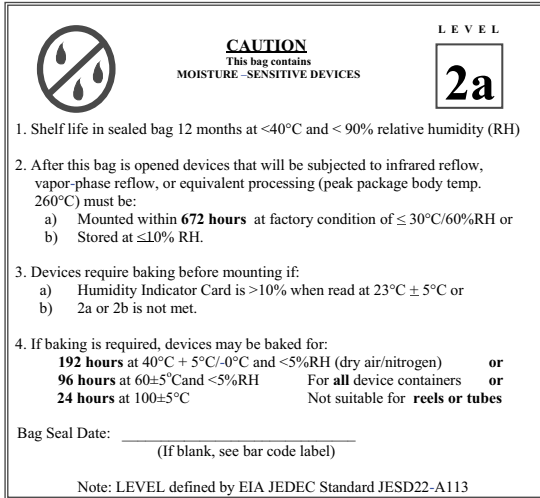 LEVEL
CAUTION
This bag contains
MOISTURE –SENSITIVE DEVICES
2a
1. Shelf life in sealed bag 12 months at <40°C and < 90% relative humidity (RH)
2. After this bag is opened devices that will be subjected to infrared reflow,
vapor-phase reflow, or equivalent processing (peak package body temp.
260°C) must be:
a) Mounted within 672 hours at factory condition of ≤ 30°C/60%RH or
b) Stored at ≤10% RH.
3. Devices require baking before mounting if:
a) Humidity Indicator Card is >10% when read at 23°C ± 5°C or
b) 2a or 2b is not met.
4. If baking is required, devices may be baked for:
192 hours at 40°C + 5°C/-0°C and <5%RH (dry air/nitrogen) or
96 hours at 60±5°Cand <5%RH For all device containers or
24 hours at 100±5°C Not suitable for reels or tubes
Bag Seal Date: ______________________________
(If blank, see bar code label)
Note: LEVEL defined by EIA JEDEC Standard JESD22-A113